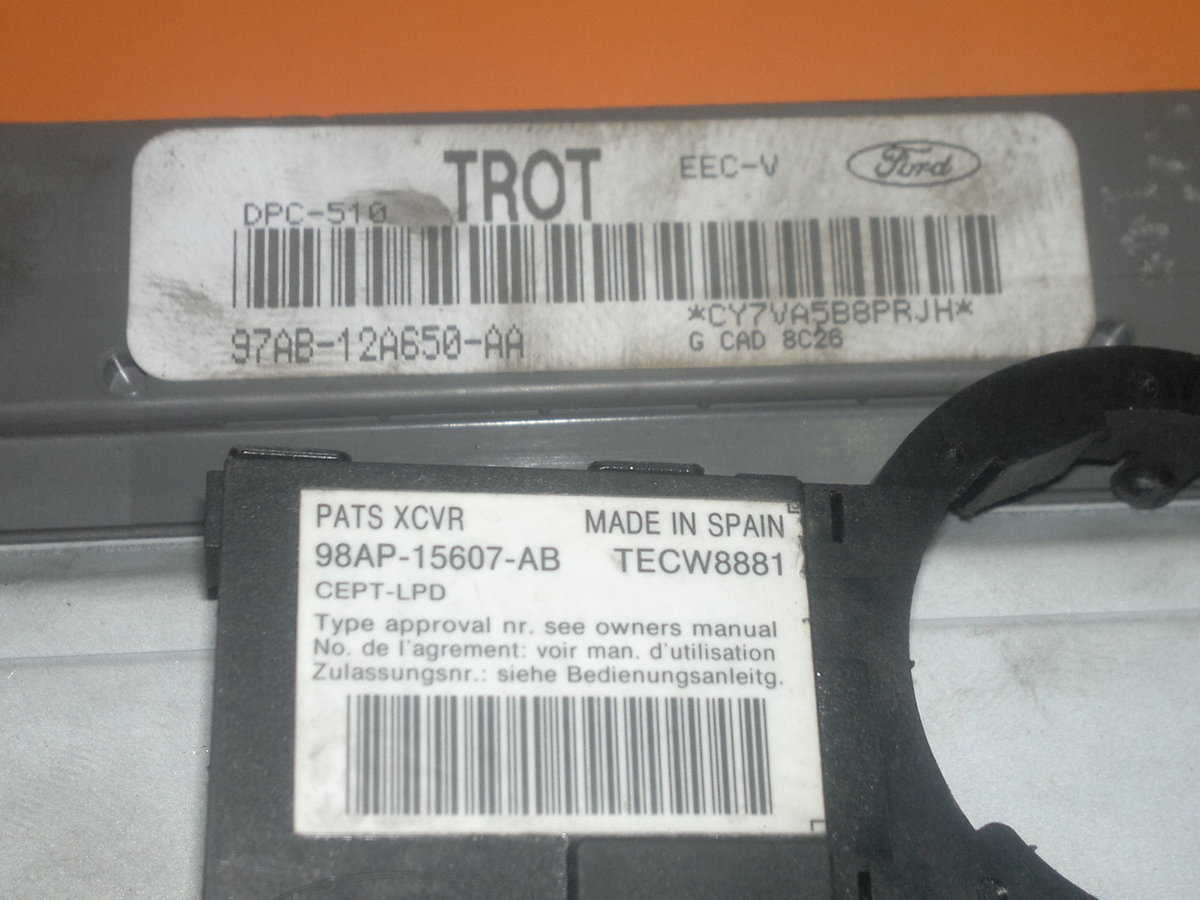 TROT
EEC-V
Ford
DPC-510
*CY7VA5B8PRJH*
97AB-12A650-AA
G CAD 8C26
PATS XCVR
MADE IN SPAIN
98AP-15607-AB
TECW8881
CEPT-LPD
Type approval nr. see owners manual
No. de l'agrement: voir man. d'utilisation
Zulassungsnr.: siehe Bedienungsanleitg.